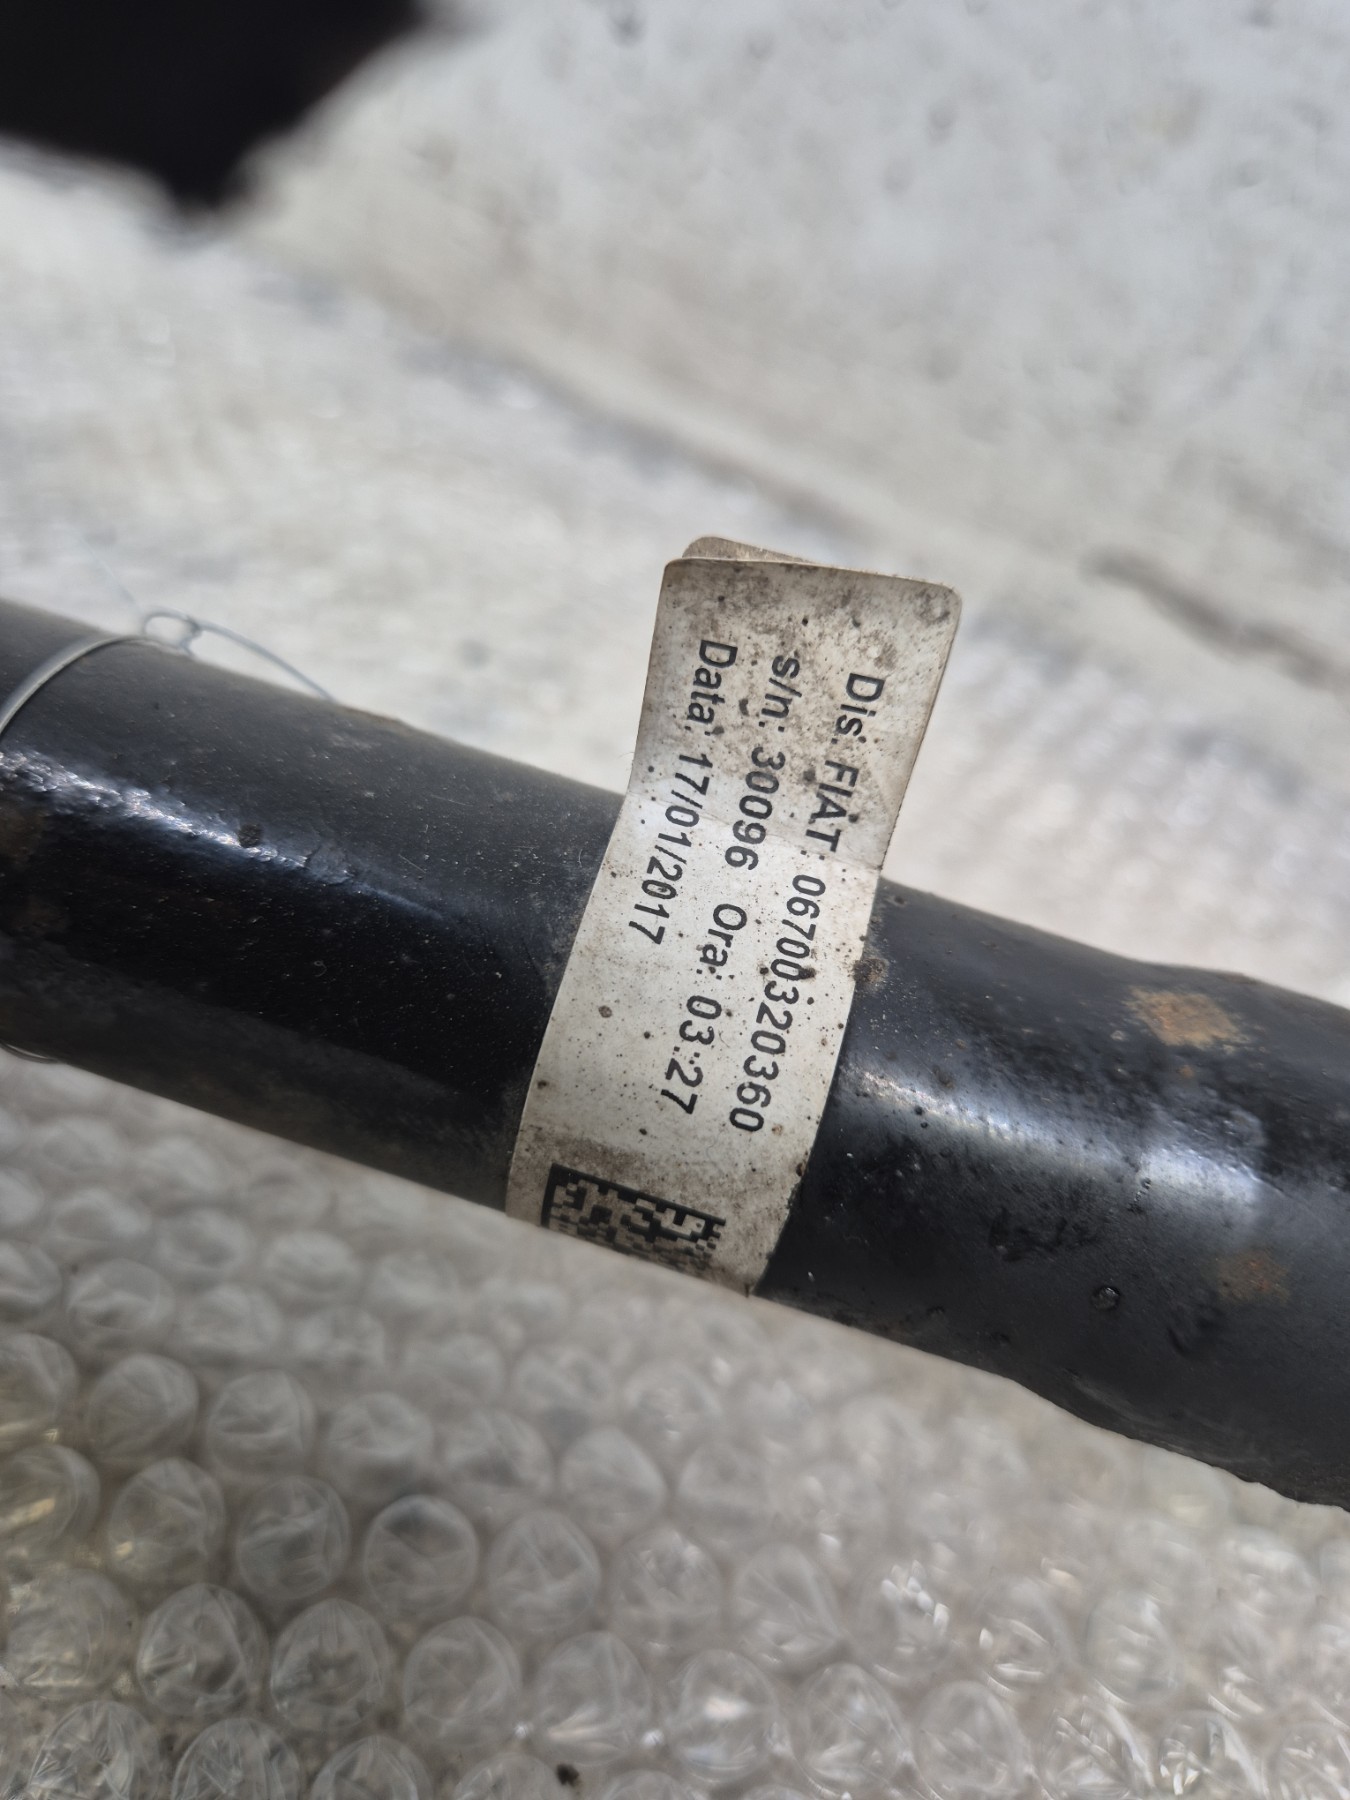 Dis. FIAT: 06700320360
s/n: 30096 Ora: 03:27
Data: 17/01/2017